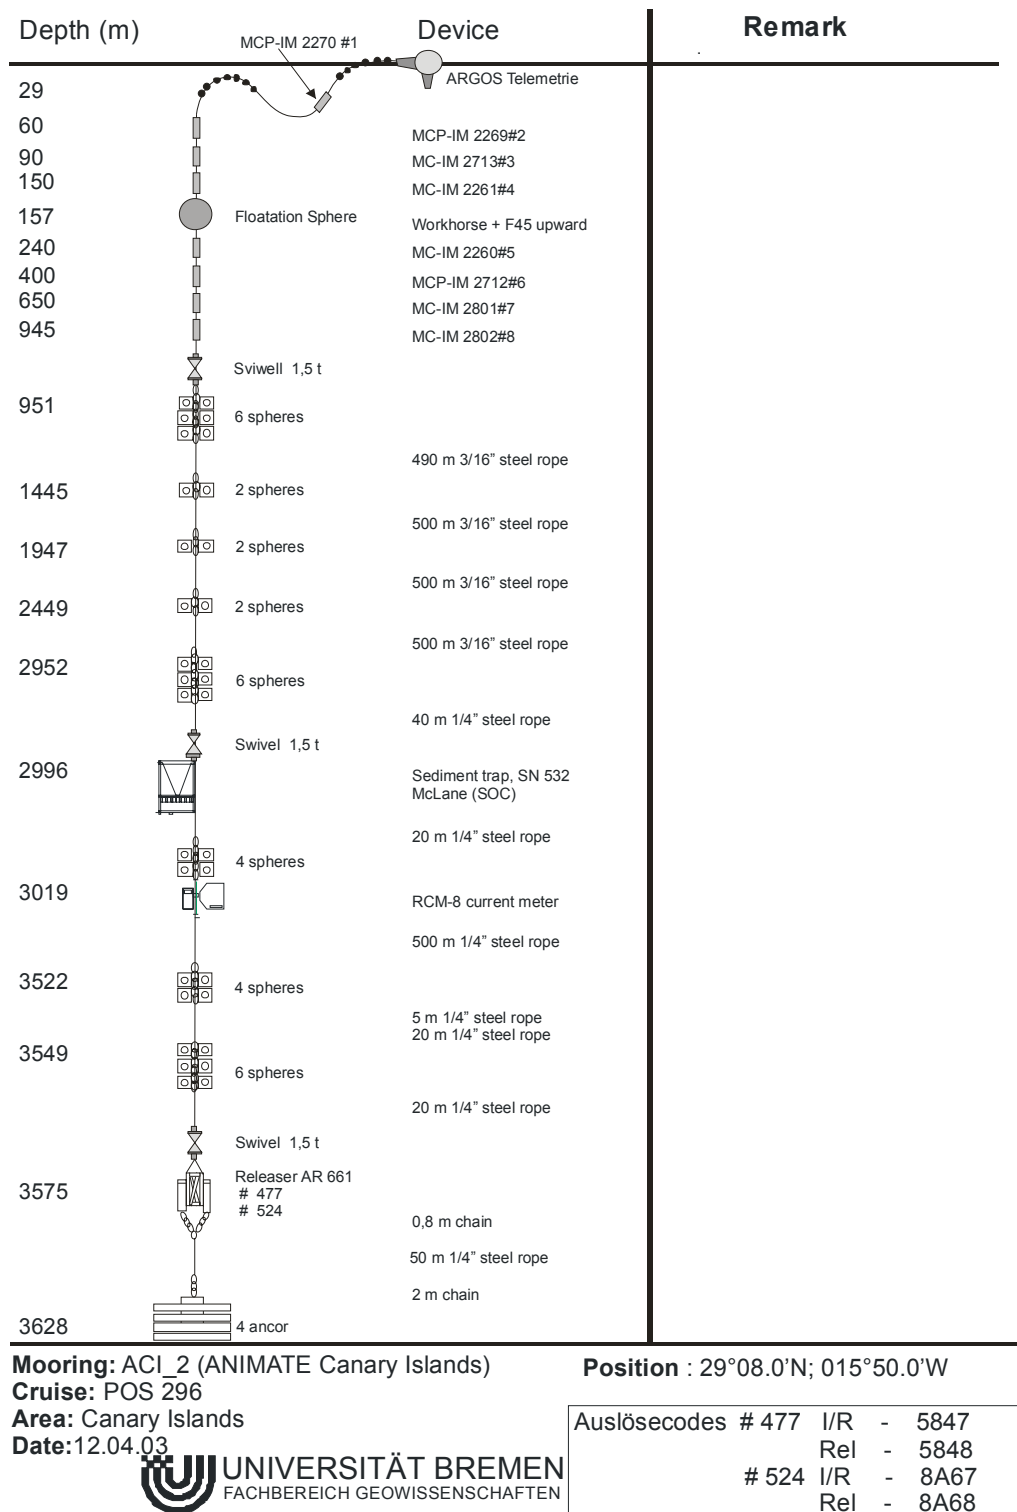 Depth (m) Device Remark
MCP-IM 2270 #1
ARGOS Telemetrie
29
60 MCP-IM 2269#2
90 MC-IM 2713#3
150 MC-IM 2261#4
157 Floatation Sphere Workhorse + F45 upward
240 MC-IM 2260#5
400 MCP-IM 2712#6
650 MC-IM 2801#7
945 MC-IM 2802#8
Sviwell 1,5 t
951 6 spheres
490 m 3/16” steel rope
1445 2 spheres
500 m 3/16” steel rope
1947 2 spheres
500 m 3/16” steel rope
2449 2 spheres
500 m 3/16” steel rope
2952 6 spheres
40 m 1/4” steel rope
Swivel 1,5 t
2996 Sediment trap, SN 532
McLane (SOC)
20 m 1/4” steel rope
4 spheres
3019 RCM-8 current meter
500 m 1/4” steel rope
3522 4 spheres
5 m 1/4” steel rope
20 m 1/4” steel rope
3549 6 spheres
20 m 1/4” steel rope
Swivel 1,5 t
Releaser AR 661
3575 # 477
# 524
0,8 m chain
50 m 1/4” steel rope
2 m chain
3628 4 ancor
Mooring: ACI_2 (ANIMATE Canary Islands) Position : 29°08.0’N; 015°50.0’W
Cruise: POS 296
Area: Canary Islands
Date:12.04.03
UNIVERSITÄT BREMEN
FACHBEREICH GEOWISSENSCHAFTEN
Auslösecodes # 477 I/R - 5847
Rel - 5848
# 524 I/R - 8A67
Rel - 8A68